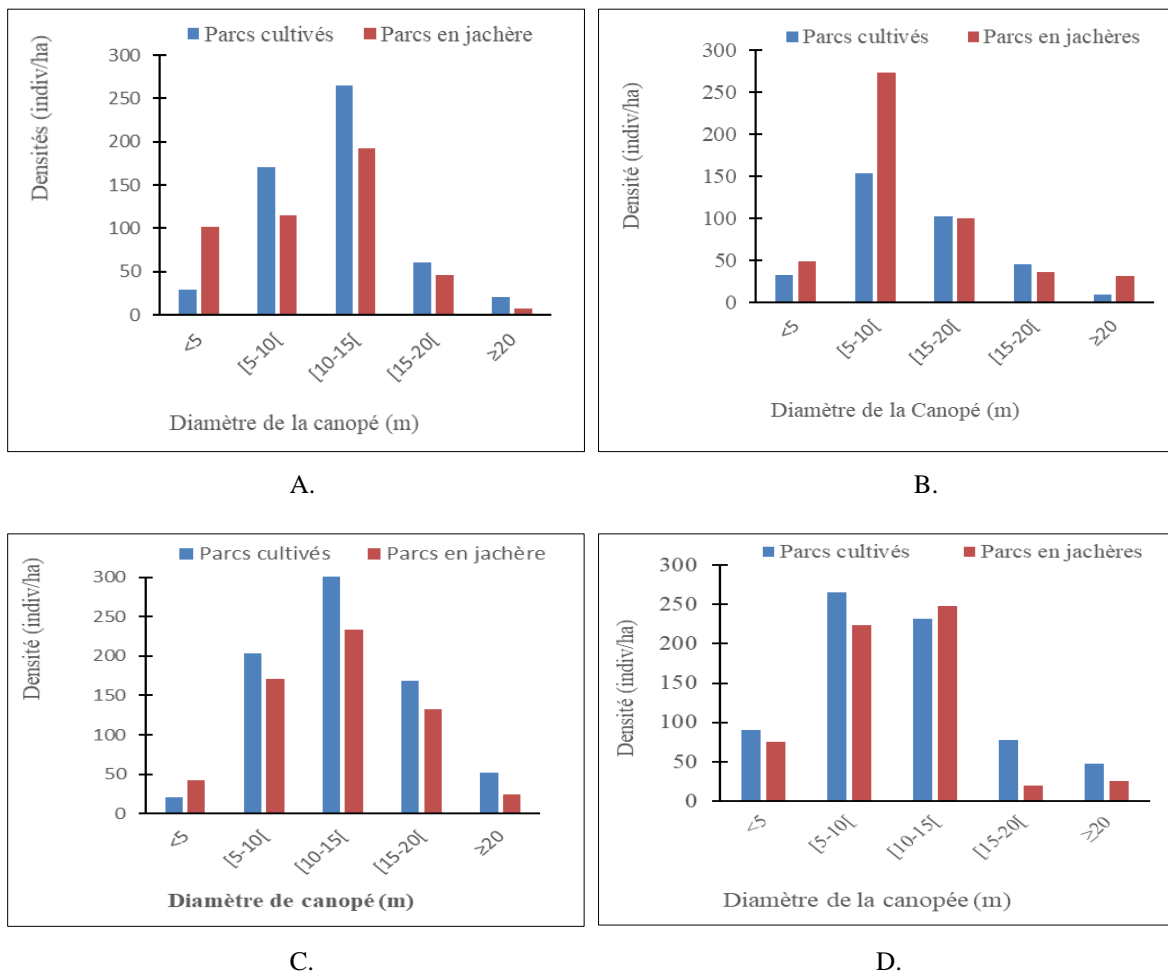 Parcs cultivés Parcs en jachère
Densités (indiv/ha)
300
250
200
150
100
50
0
<5 [5-10[ [10-15[ [15-20[ ≥20
Diamètre de la canopé (m)
A.
Parcs cultivés Parcs en jachères
Densité (indiv/ha)
300
250
200
150
100
50
0
<5 [5-10[ [15-20[ [15-20[ ≥20
Diamètre de la Canopé (m)
B.
Parcs cultivés Parcs en jachère
Densité (indiv/ha)
300
250
200
150
100
50
0
<5 [5-10[ [10-15[ [15-20[ ≥20
Diamètre de canopé (m)
C.
Parcs cultivés Parcs en jachères
Densité (indiv/ha)
300
250
200
150
100
50
0
<5 [5-10[ [10-15[ [15-20[ ≥20
Diamètre de la canopée (m)
D.